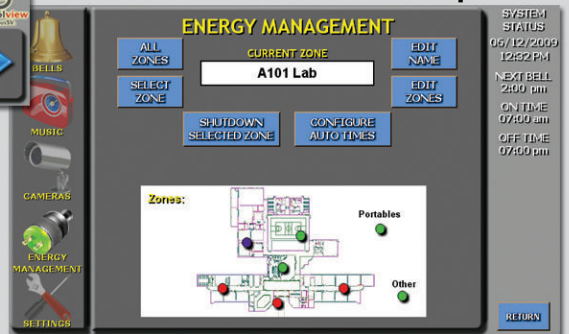 olview
BELLS
MUSIC
CAMERAS
ENERGY
MANAGEMENT
SETTINGS
ENERGY MANAGEMENT
ALL
ZONES
CURRENT ZONE
EDIT
NAME
A101 Lab
SELECT
ZONE
EDIT
ZONES
SHUTDOWN
SELECTED ZONE
CONFIGURE
AUTO TIMES
Zones:
Portables
Other
SYSTEM
STATUS
06/12/2009
12:32 PM
NEXT BELL
2:00 pm
ON TIME
07:00 am
OFF TIME
07:00 pm
RETURN